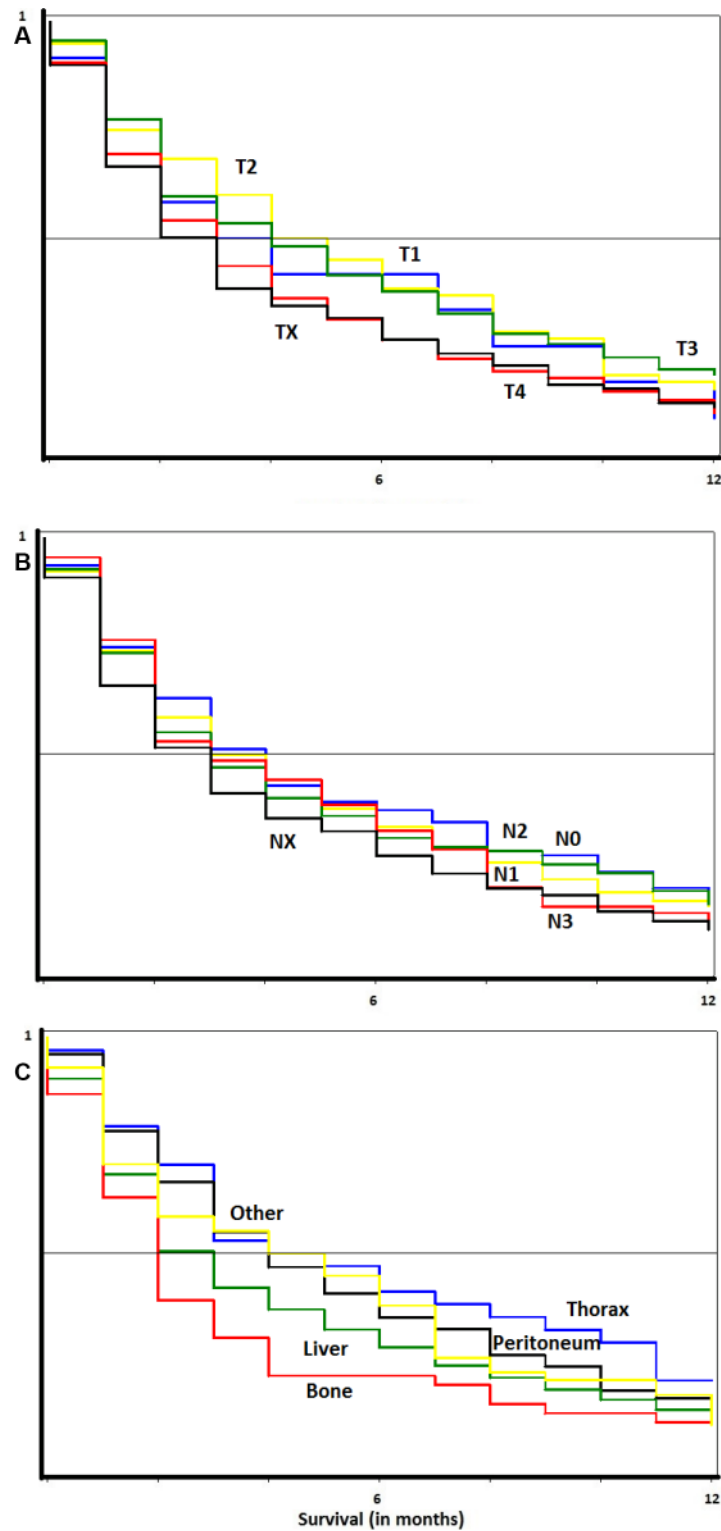 1
A
T2
T1
TX
T3
T4
6
12
1
B
N2
N0
NX
N1
N3
6
12
1
C
Other
Thorax
Liver
Peritoneum
Bone
6
12
Survival (in months)